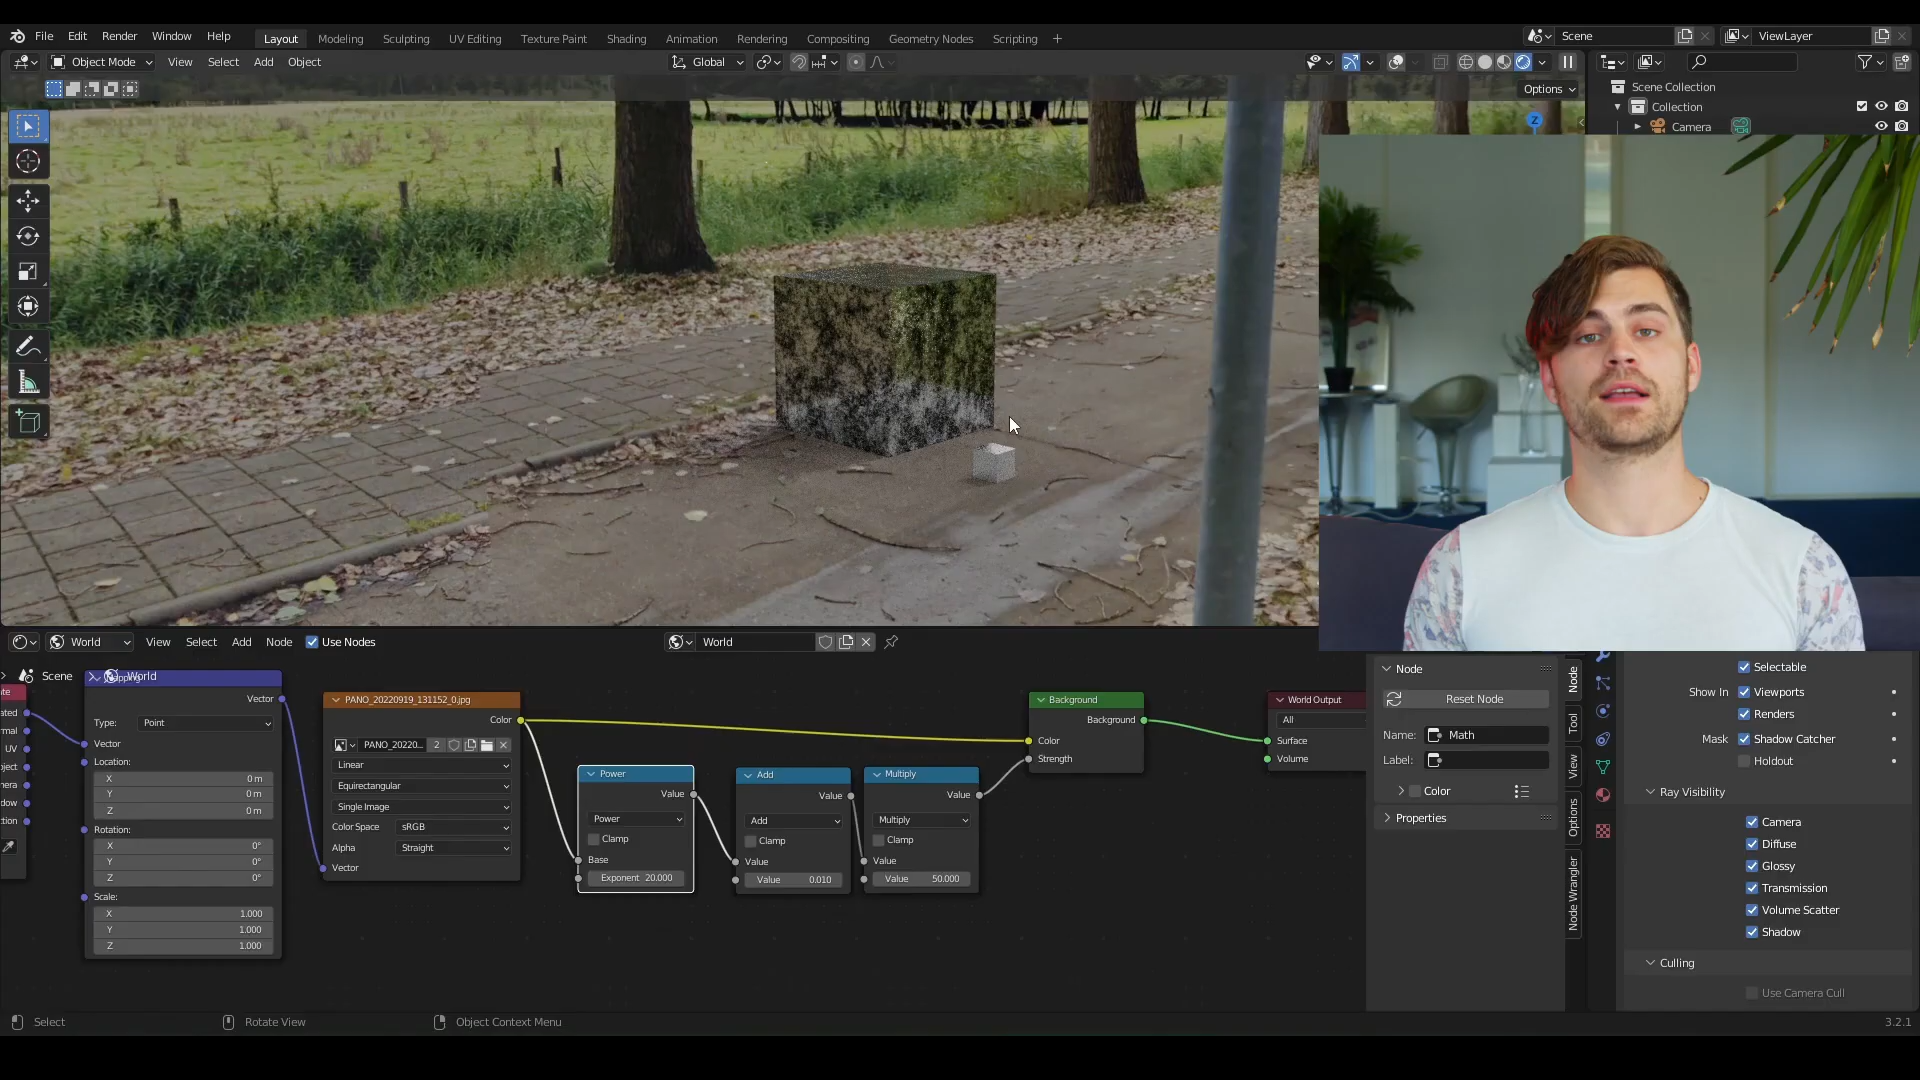 File Edit Render Window Help Layout Modeling Sculpting UV Editing Texture Paint Shading Animation Rendering Compositing Geometry Nodes Scripting + Scene ViewLayer
Object Mode View Select Add Object Global
Options
Scene Collection
Collection
Camera
Z
World View Select Add Node Use Nodes World
Scene World
Vector
Type: Point
Vector
Location:
X 0 m
Y 0 m
Z 0 m
Rotation:
X 0°
Y 0°
Z 0°
Scale:
X 1.000
Y 1.000
Z 1.000
PANO_20220919_131152_0.jpg
Color
PANO_20220... 2
Linear
Equirectangular
Single Image
Color Space sRGB
Alpha Straight
Vector
Power
Value
Power
Clamp
Base
Exponent 20.000
Add
Value
Add
Clamp
Value
Value 0.010
Multiply
Value
Multiply
Clamp
Value
Value 50.000
Background
Background
Color
Strength
World Output
All
Surface
Volume
Node
Reset Node
Name: Math
Label:
Color
Properties
Node
Tool
View
Options
Node Wrangler
Selectable
Show In Viewports
Renders
Mask Shadow Catcher
Holdout
Ray Visibility
Camera
Diffuse
Glossy
Transmission
Volume Scatter
Shadow
Culling
Use Camera Cull
Select Rotate View Object Context Menu 3.2.1